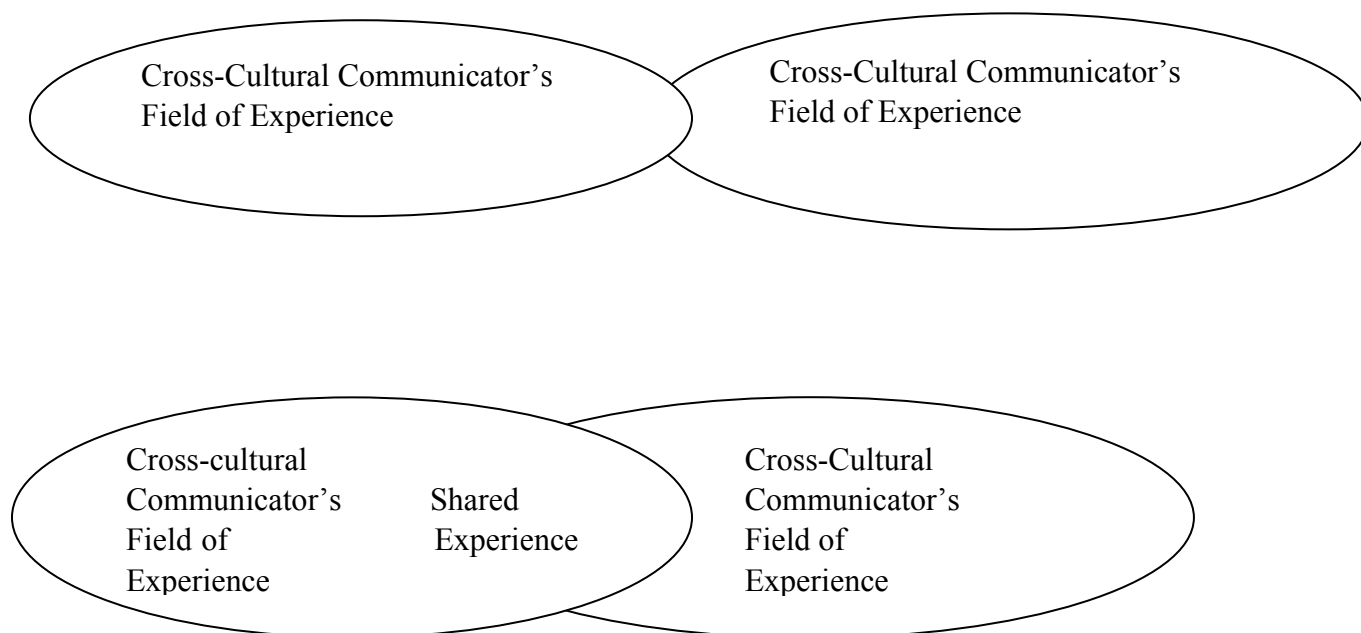 Cross-Cultural Communicator’s
Field of Experience
Cross-Cultural Communicator’s
Field of Experience
Cross-cultural
Communicator’s
Field of
Experience
Shared
Experience
Cross-Cultural
Communicator’s
Field of
Experience